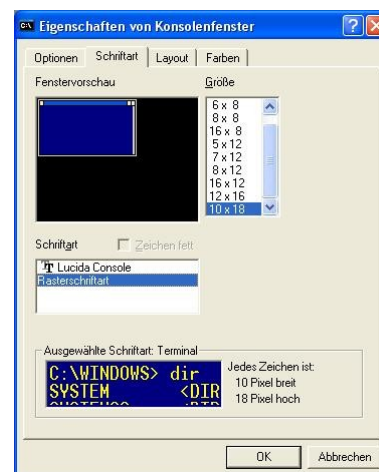 Eigenschaften von Konsolenfenster
Optionen Schriftart Layout Farben
Fenstervorschau Größe
6 x 8
8 x 8
16 x 8
5 x 12
7 x 12
8 x 12
16 x 12
12 x 16
10 x 18
Schriftart Zeichen fett
Lucida Console
Rasterschriftart
Ausgewählte Schriftart: Terminal
C:\WINDOWS> dir
SYSTEM <DIR
Jedes Zeichen ist:
10 Pixel breit
18 Pixel hoch
OK Abbrechen